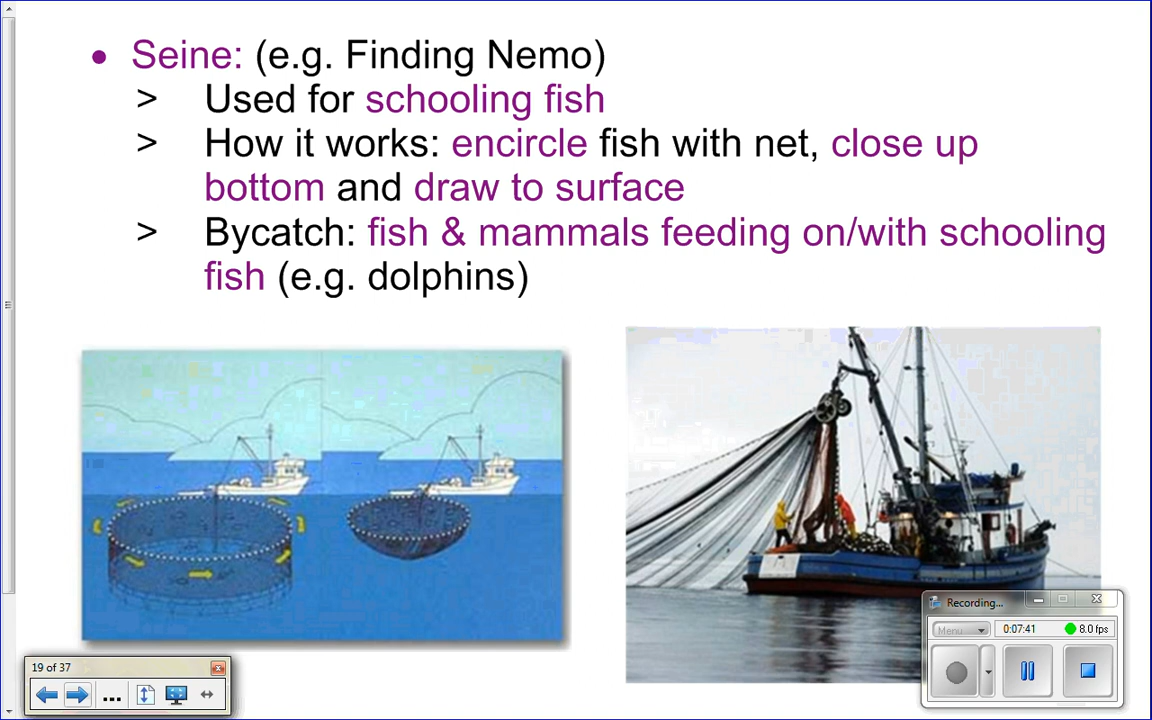 • Seine: (e.g. Finding Nemo)
> Used for schooling fish
> How it works: encircle fish with net, close up
bottom and draw to surface
> Bycatch: fish & mammals feeding on/with schooling
fish (e.g. dolphins)
Recording...
Menu
0:07:41
8.0 fps
19 of 37
...